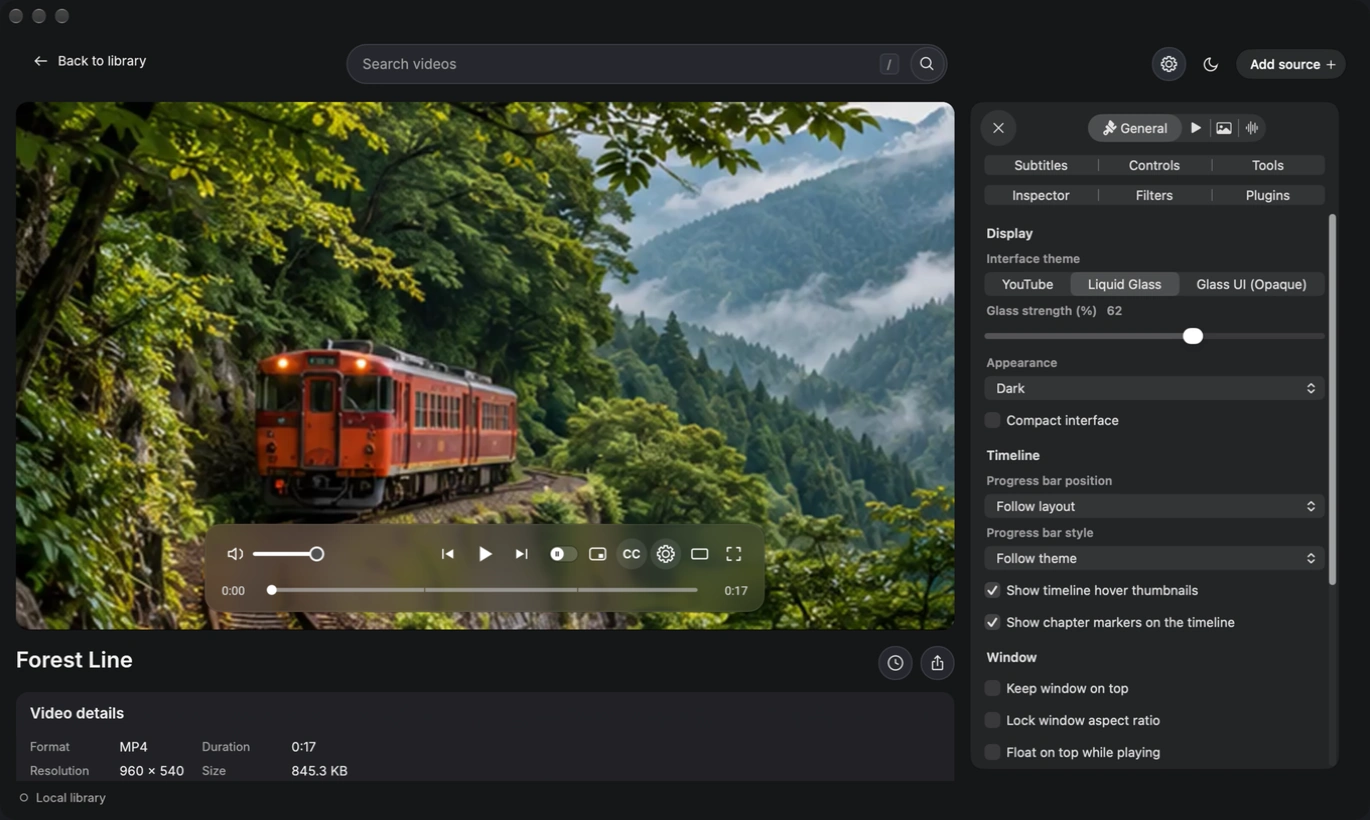 Back to library
Search videos /
Add source +
General
Subtitles Controls Tools
Inspector Filters Plugins
Display
Interface theme
YouTube Liquid Glass Glass UI (Opaque)
Glass strength (%) 62
Appearance
Dark
Compact interface
Timeline
Progress bar position
Follow layout
Progress bar style
Follow theme
Show timeline hover thumbnails
Show chapter markers on the timeline
Window
Keep window on top
Lock window aspect ratio
Float on top while playing
CC
0:00 0:17
Forest Line
Video details
Format MP4 Duration 0:17
Resolution 960 × 540 Size 845.3 KB
Local library